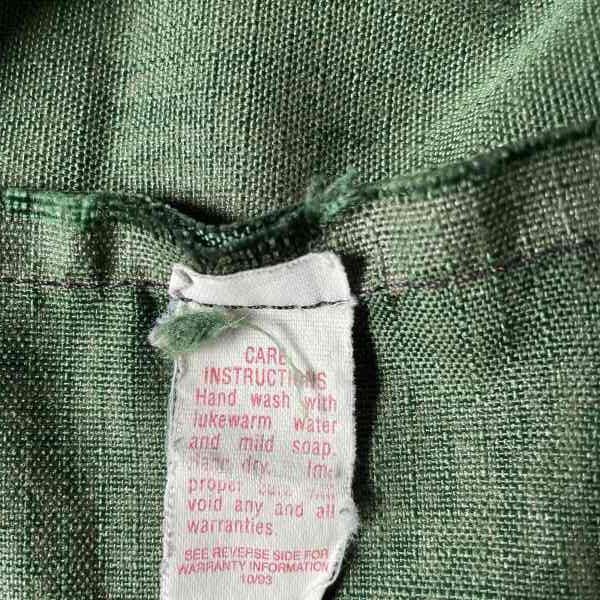 CARE
INSTRUCTIONS
Hand wash with
lukewarm water
and mild soap.
dry. Im-
proper
void any and all
warranties.
SEE REVERSE SIDE FOR
WARRANTY INFORMATION
10/93